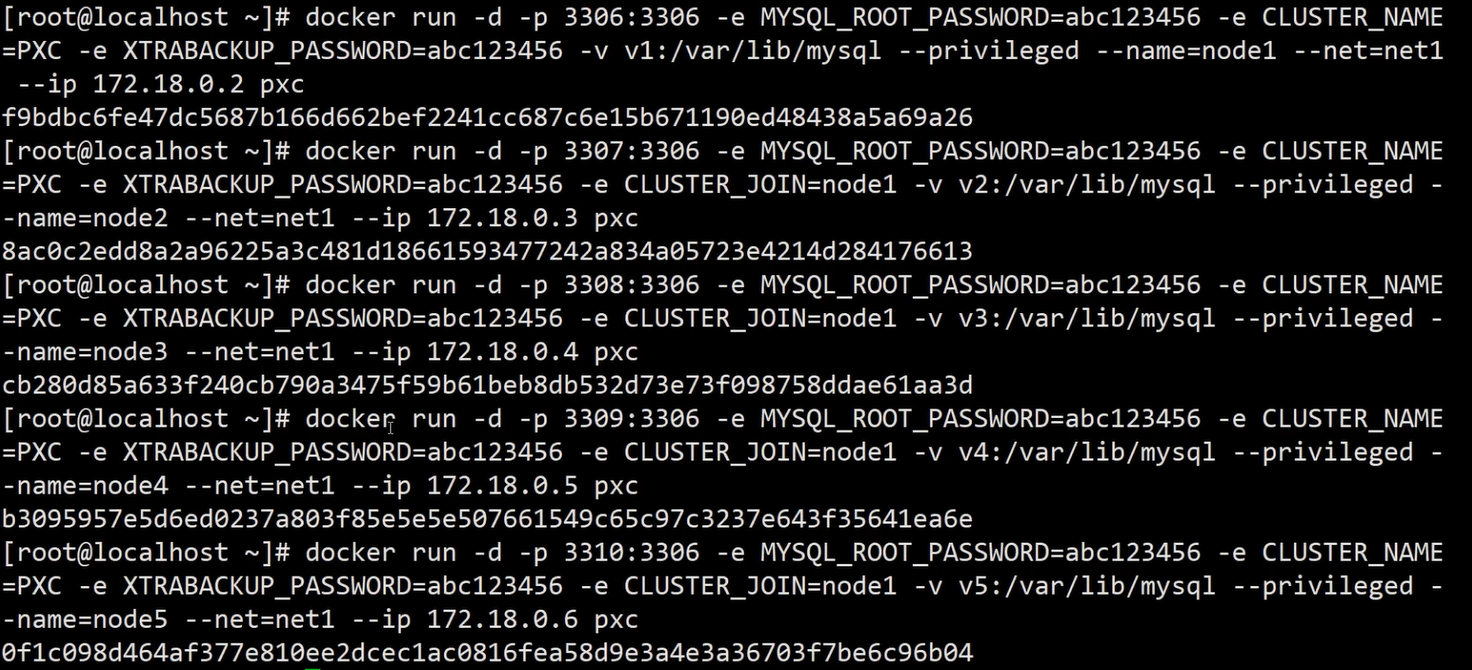 [root@localhost ~]# docker run -d -p 3306:3306 -e MYSQL_ROOT_PASSWORD=abc123456 -e CLUSTER_NAME
=PXC -e XTRABACKUP_PASSWORD=abc123456 -v v1:/var/lib/mysql --privileged --name=node1 --net=net1
 --ip 172.18.0.2 pxc
f9bdbc6fe47dc5687b166d662bef2241cc687c6e15b671190ed48438a5a69a26
[root@localhost ~]# docker run -d -p 3307:3306 -e MYSQL_ROOT_PASSWORD=abc123456 -e CLUSTER_NAME
=PXC -e XTRABACKUP_PASSWORD=abc123456 -e CLUSTER_JOIN=node1 -v v2:/var/lib/mysql --privileged -
-name=node2 --net=net1 --ip 172.18.0.3 pxc
8ac0c2edd8a2a96225a3c481d18661593477242a834a05723e4214d284176613
[root@localhost ~]# docker run -d -p 3308:3306 -e MYSQL_ROOT_PASSWORD=abc123456 -e CLUSTER_NAME
=PXC -e XTRABACKUP_PASSWORD=abc123456 -e CLUSTER_JOIN=node1 -v v3:/var/lib/mysql --privileged -
-name=node3 --net=net1 --ip 172.18.0.4 pxc
cb280d85a633f240cb790a3475f59b61beb8db532d73e73f098758ddae61aa3d
[root@localhost ~]# docker run -d -p 3309:3306 -e MYSQL_ROOT_PASSWORD=abc123456 -e CLUSTER_NAME
=PXC -e XTRABACKUP_PASSWORD=abc123456 -e CLUSTER_JOIN=node1 -v v4:/var/lib/mysql --privileged -
-name=node4 --net=net1 --ip 172.18.0.5 pxc
b3095957e5d6ed0237a803f85e5e5e507661549c65c97c3237e643f35641ea6e
[root@localhost ~]# docker run -d -p 3310:3306 -e MYSQL_ROOT_PASSWORD=abc123456 -e CLUSTER_NAME
=PXC -e XTRABACKUP_PASSWORD=abc123456 -e CLUSTER_JOIN=node1 -v v5:/var/lib/mysql --privileged -
-name=node5 --net=net1 --ip 172.18.0.6 pxc
0f1c098d464af377e810ee2dcec1ac0816fea58d9e3a4e3a36703f7be6c96b04